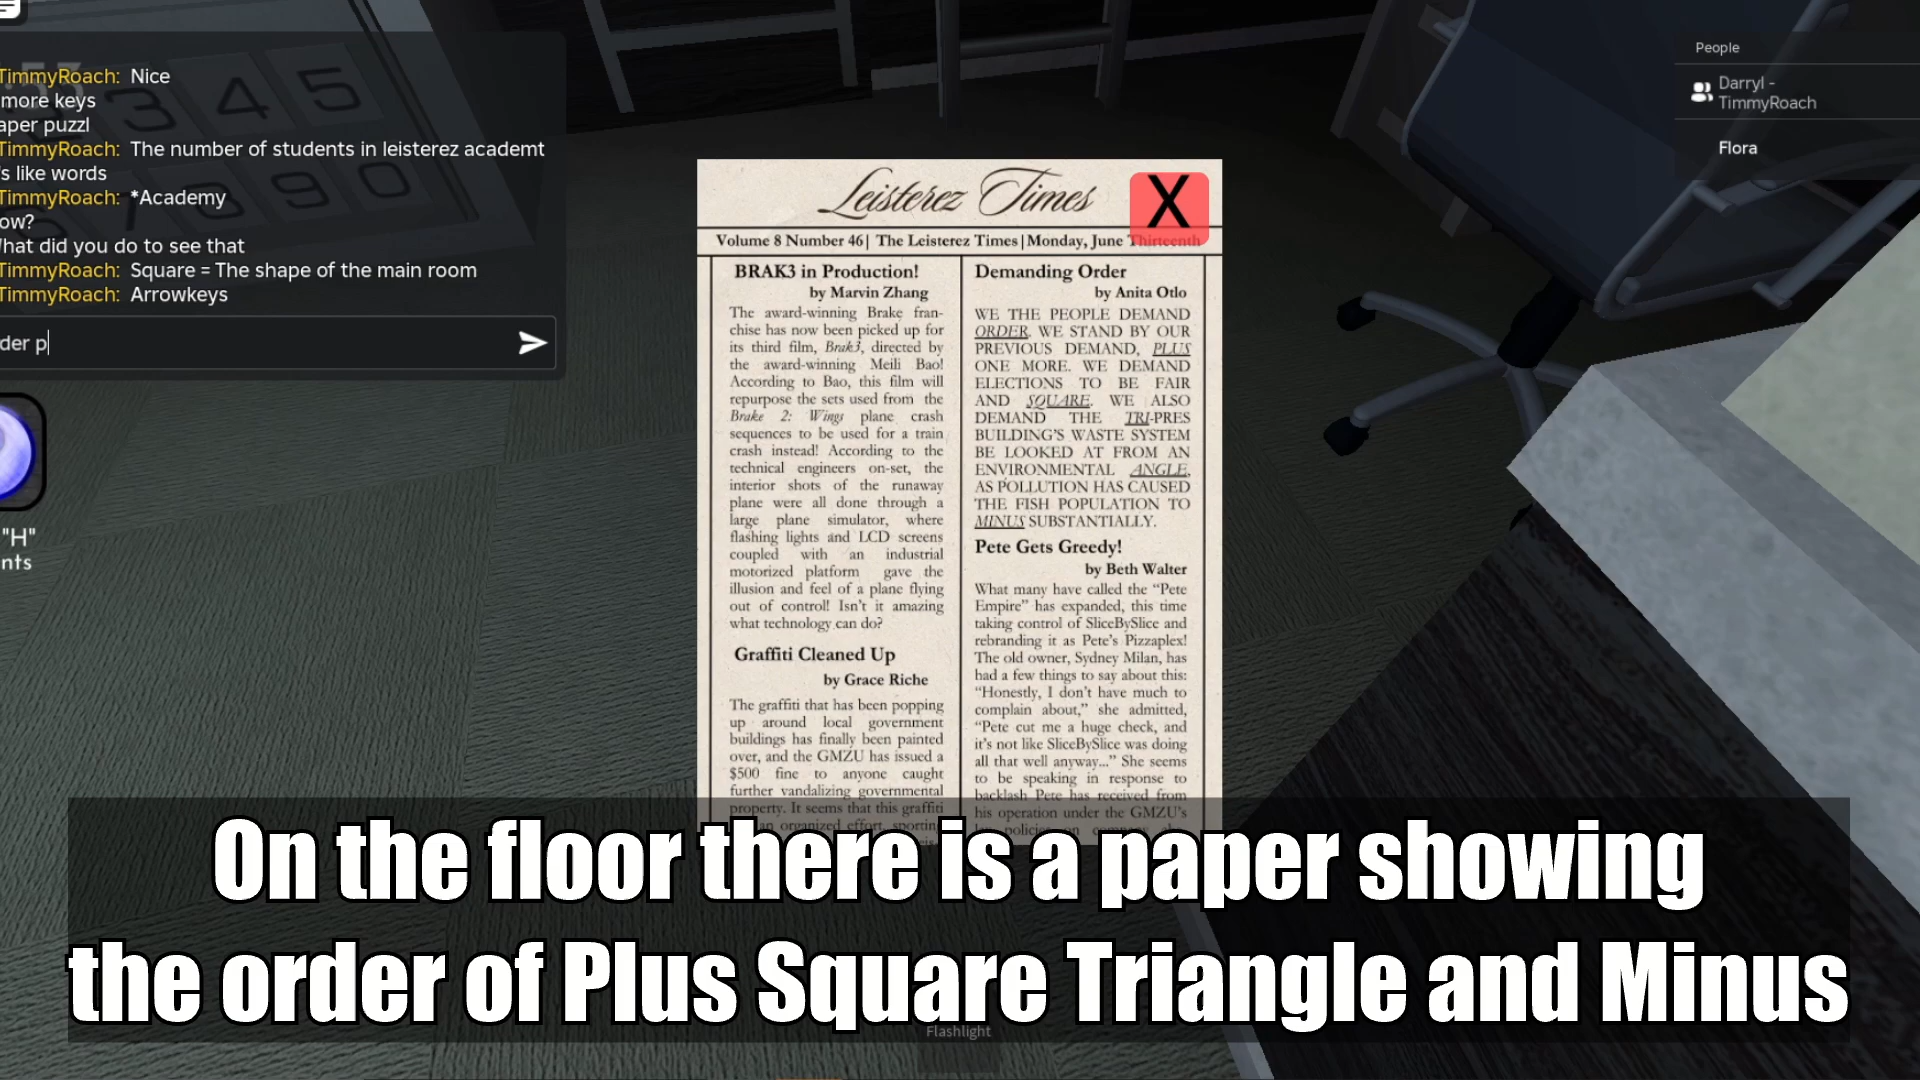 TimmyRoach: Nice
more keys
aper puzzl
TimmyRoach: The number of students in leisterez academt
s like words
TimmyRoach: *Academy
ow?
hat did you do to see that
TimmyRoach: Square = The shape of the main room
TimmyRoach: Arrowkeys
der p
"H"
nts
3 4 5
7 8 9 0
People
Darryl -
TimmyRoach
Flora
Leisterez Times
X
Volume 8 Number 46| The Leisterez Times|Monday, June Thirteenth
BRAK3 in Production!
by Marvin Zhang
The award-winning Brake fran-
chise has now been picked up for
its third film, Brak3, directed by
the award-winning Meili Bao!
According to Bao, this film will
repurpose the sets used from the
Brake 2: Wings plane crash
sequences to be used for a train
crash instead! According to the
technical engineers on-set, the
interior shots of the runaway
plane were all done through a
large plane simulator, where
flashing lights and LCD screens
coupled with an industrial
motorized platform gave the
illusion and feel of a plane flying
out of control! Isn't it amazing
what technology can do?
Graffiti Cleaned Up
by Grace Riche
The graffiti that has been popping
up around local government
buildings has finally been painted
over, and the GMZU has issued a
$500 fine to anyone caught
further vandalizing governmental
property. It seems that this graffiti
an organized effort, sporting
Demanding Order
by Anita Otlo
WE THE PEOPLE DEMAND
ORDER. WE STAND BY OUR
PREVIOUS DEMAND, PLUS
ONE MORE. WE DEMAND
ELECTIONS TO BE FAIR
AND SQUARE. WE ALSO
DEMAND THE TRI-PRES
BUILDING'S WASTE SYSTEM
BE LOOKED AT FROM AN
ENVIRONMENTAL ANGLE,
AS POLLUTION HAS CAUSED
THE FISH POPULATION TO
MINUS SUBSTANTIALLY.
Pete Gets Greedy!
by Beth Walter
What many have called the "Pete
Empire" has expanded, this time
taking control of SliceBySlice and
rebranding it as Pete's Pizzaplex!
The old owner, Sydney Milan, has
had a few things to say about this:
"Honestly, I don't have much to
complain about," she admitted,
"Pete cut me a huge check, and
it's not like SliceBySlice was doing
all that well anyway..." She seems
to be speaking in response to
backlash Pete has received from
his operation under the GMZU's
policies on
On the floor there is a paper showing
the order of Plus Square Triangle and Minus
Flashlight